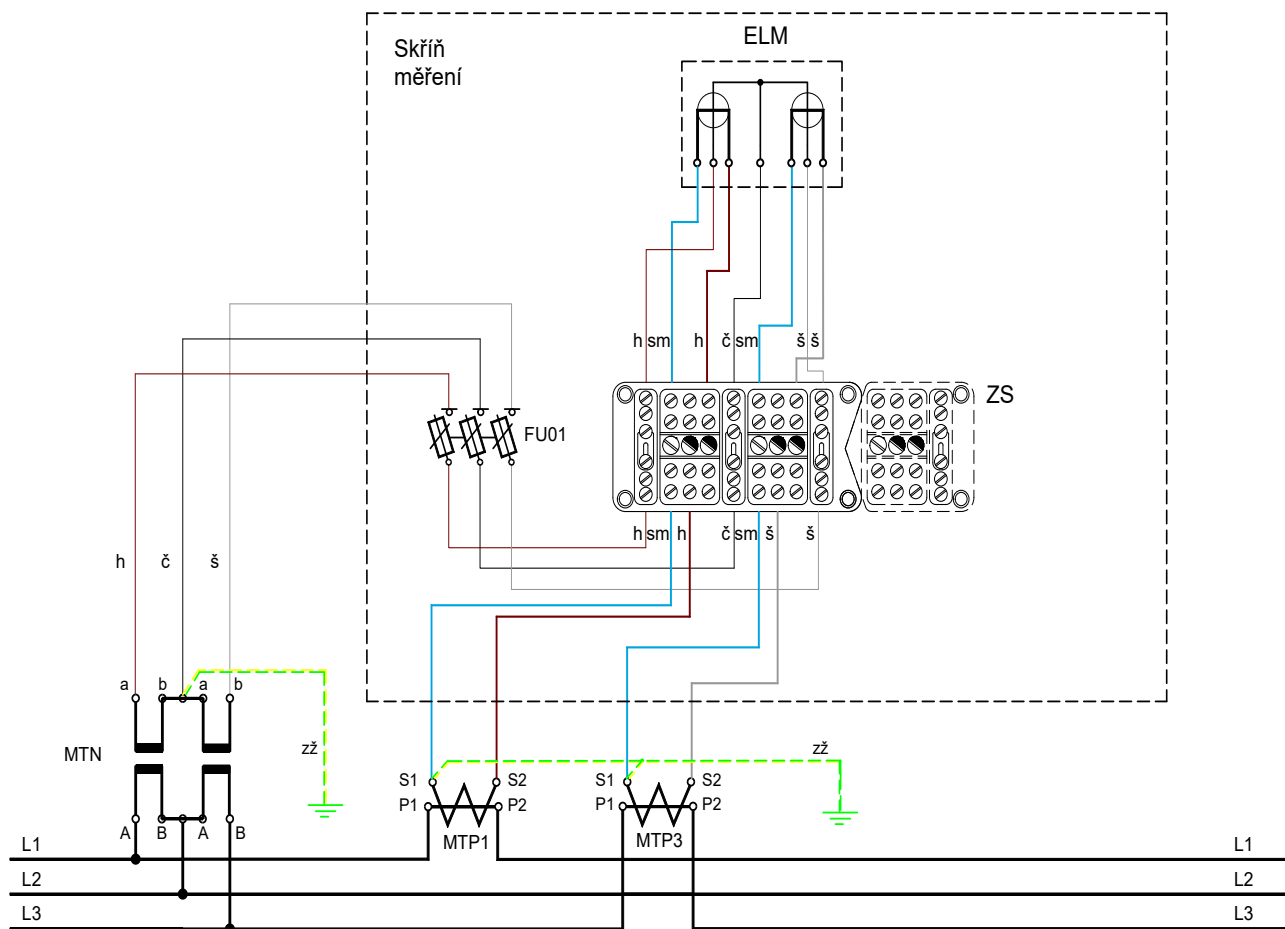 Skříň
měření
ELM
h sm h č sm š š
ZS
FU01
h sm h č sm š š
h č š
a b a b
MTN
zž
zž
S1 S2 S1 S2
P1 P2 P1 P2
A B A B
MTP1 MTP3
L1 L1
L2 L2
L3 L3